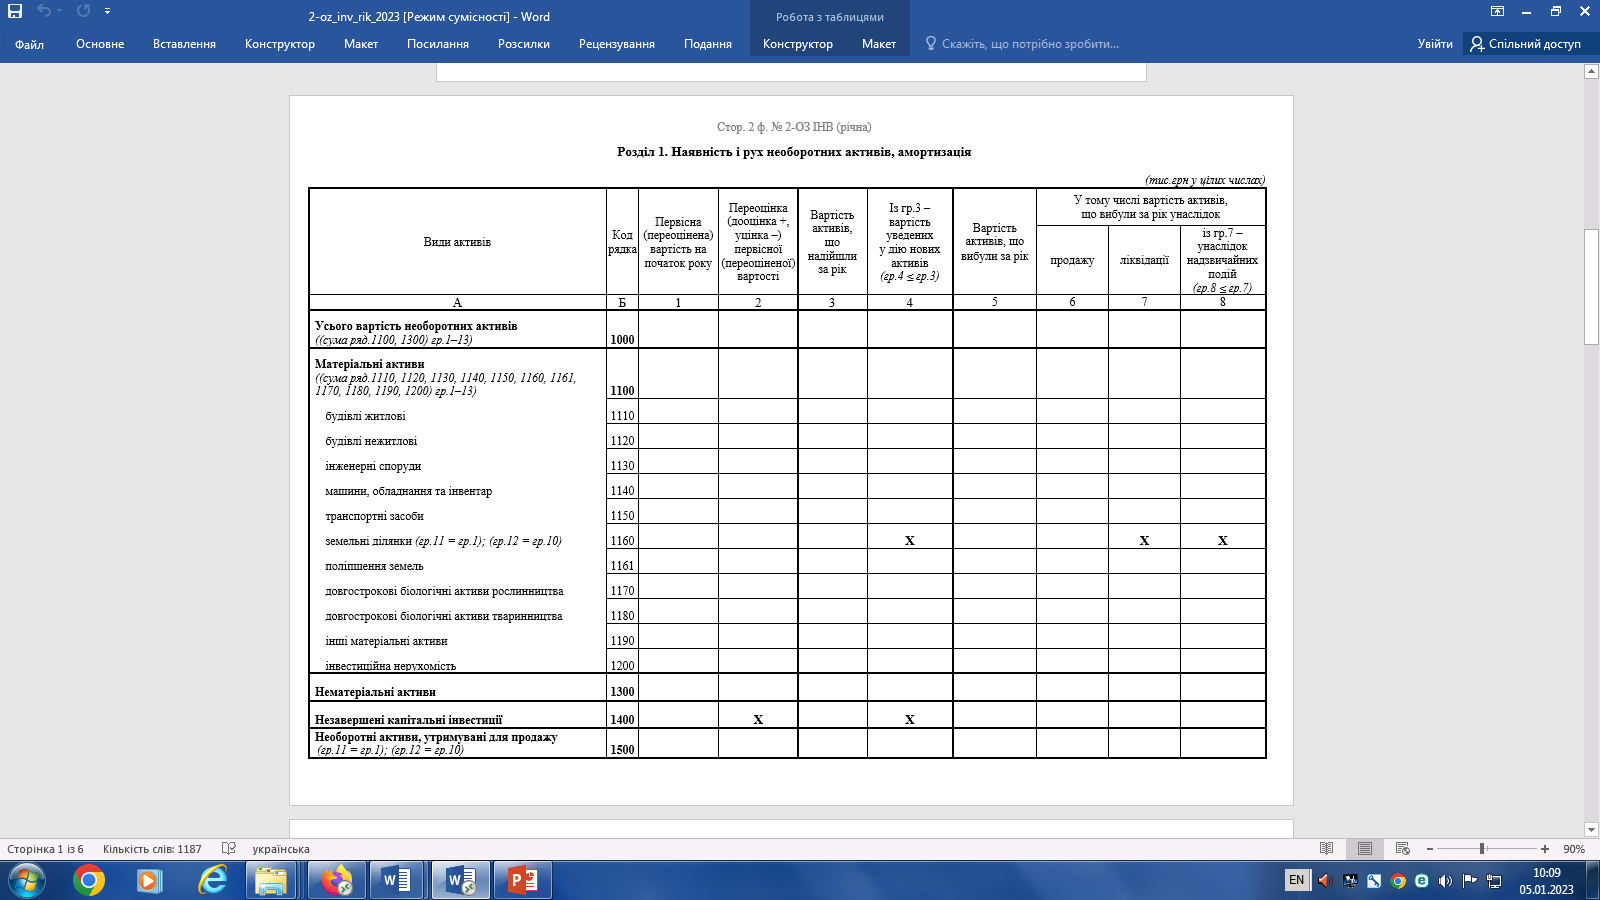 2-oz_inv_rik_2023 [Режим сумісності] - Word
Робота з таблицями
Файл Основне Вставлення Конструктор Макет Посилання Розсилки Рецензування Подання Конструктор Макет Скажіть, що потрібно зробити... Увійти Спільний доступ
Стор. 2 ф. № 2-ОЗ ІНВ (річна)
Розділ 1. Наявність і рух необоротних активів, амортизація
(тис.грн у цілих числах)
Види активів
Код
рядка
Первісна
(переоцінена)
вартість на
початок року
Переоцінка
(дооцінка +,
уцінка –)
первісної
(переоціненої)
вартості
Вартість
активів,
що
надійшли
за рік
Із гр.3 –
вартість
уведених
у дію нових
активів
(гр.4 ≤ гр.3)
Вартість
активів, що
вибули за рік
У тому числі вартість активів,
що вибули за рік унаслідок
продажу
ліквідації
із гр.7 –
унаслідок
надзвичайних
подій
(гр.8 ≤ гр.7)
А Б 1 2 3 4 5 6 7 8
Усього вартість необоротних активів
((сума ряд.1100, 1300) гр.1–13) 1000
Матеріальні активи
((сума ряд.1110, 1120, 1130, 1140, 1150, 1160, 1161,
1170, 1180, 1190, 1200) гр.1–13) 1100
будівлі житлові 1110
будівлі нежитлові 1120
інженерні споруди 1130
машини, обладнання та інвентар 1140
транспортні засоби 1150
земельні ділянки (гр.11 = гр.1); (гр.12 = гр.10) 1160 Х Х Х
поліпшення земель 1161
довгострокові біологічні активи рослинництва 1170
довгострокові біологічні активи тваринництва 1180
інші матеріальні активи 1190
інвестиційна нерухомість 1200
Нематеріальні активи 1300
Незавершені капітальні інвестиції 1400 Х Х
Необоротні активи, утримувані для продажу
(гр.11 = гр.1); (гр.12 = гр.10) 1500
Сторінка 1 із 6 Кількість слів: 1187 українська 90%
EN 10:09
05.01.2023